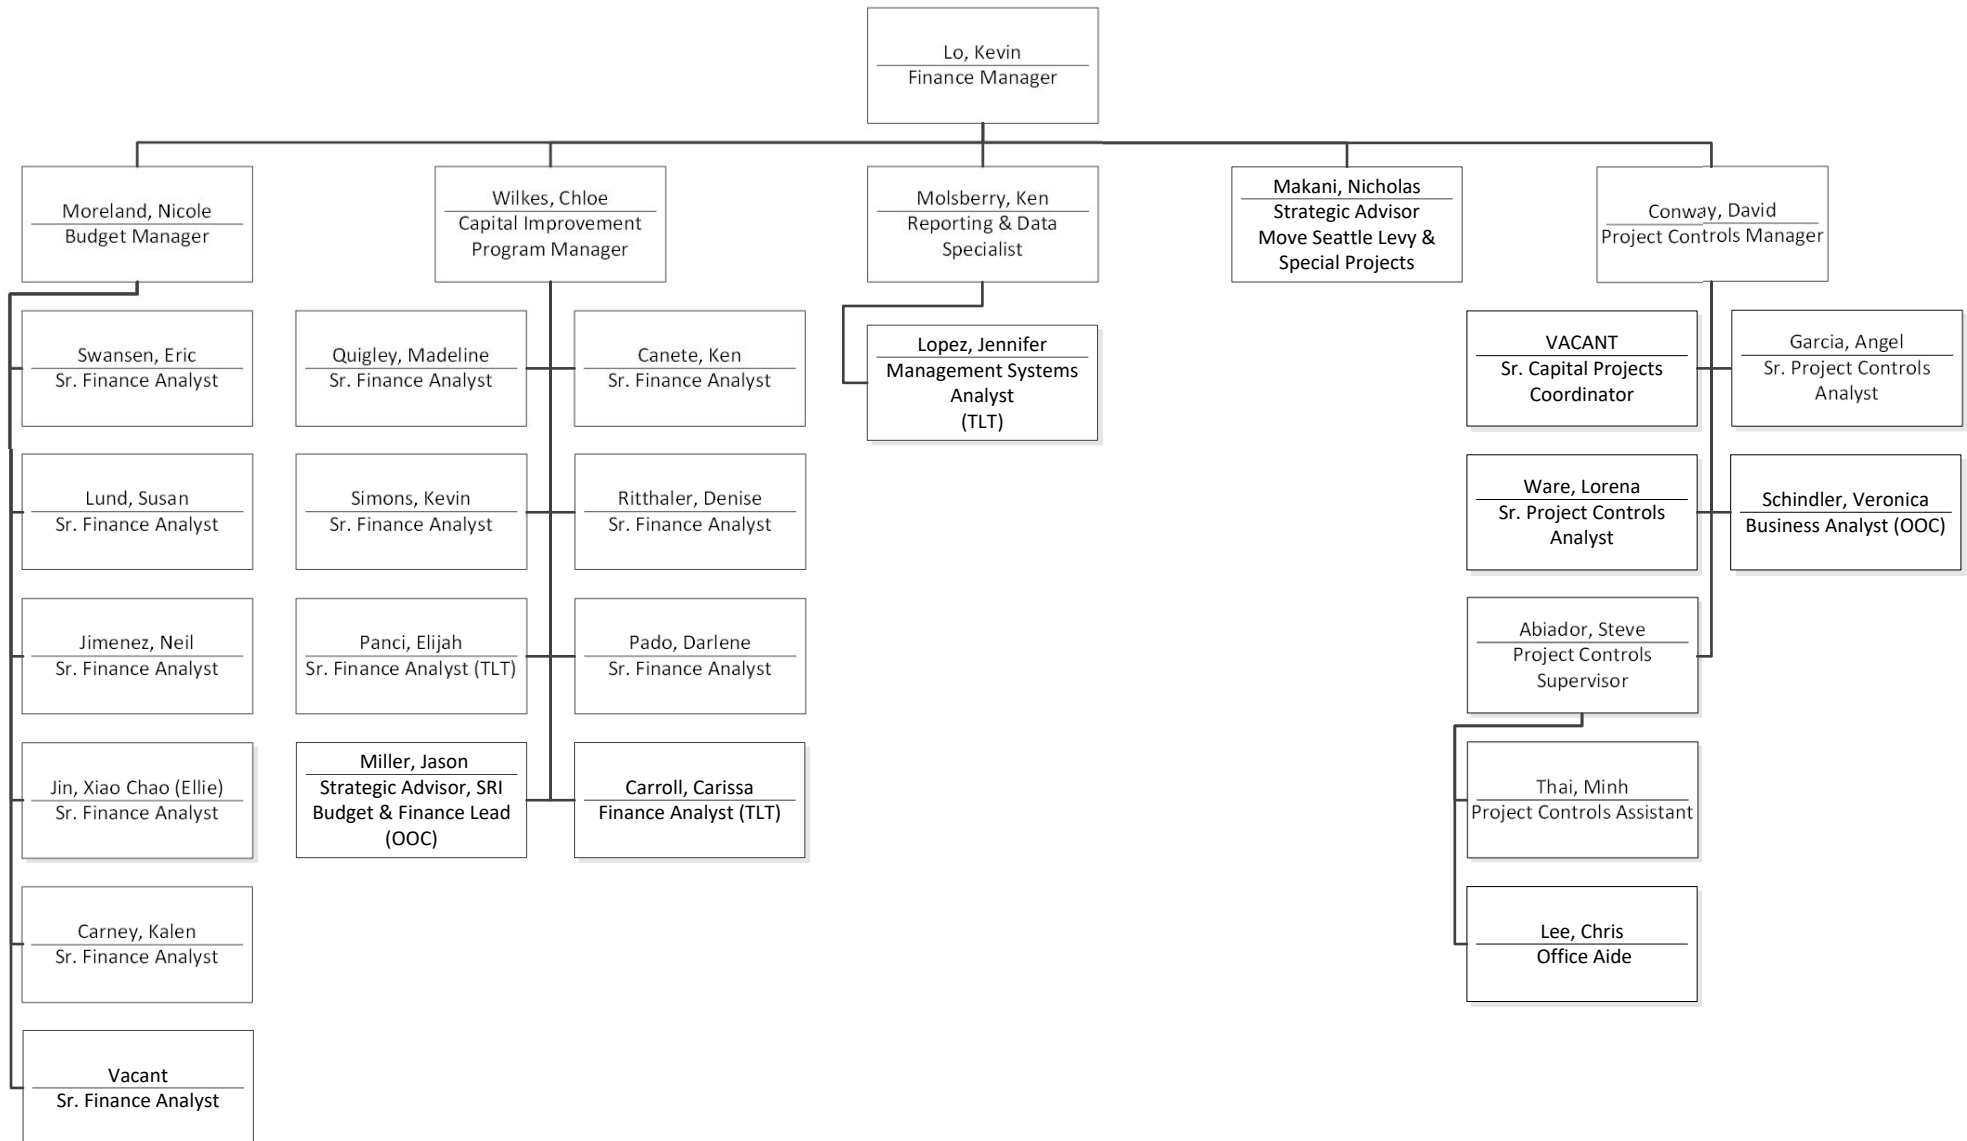 Lo, Kevin
Finance Manager
Moreland, Nicole
Budget Manager
Wilkes, Chloe
Capital Improvement
Program Manager
Molsberry, Ken
Reporting & Data
Specialist
Makani, Nicholas
Strategic Advisor
Move Seattle Levy &
Special Projects
Conway, David
Project Controls Manager
Swansen, Eric
Sr. Finance Analyst
Lund, Susan
Sr. Finance Analyst
Jimenez, Neil
Sr. Finance Analyst
Jin, Xiao Chao (Ellie)
Sr. Finance Analyst
Carney, Kalen
Sr. Finance Analyst
Vacant
Sr. Finance Analyst
Quigley, Madeline
Sr. Finance Analyst
Canete, Ken
Sr. Finance Analyst
Simons, Kevin
Sr. Finance Analyst
Ritthaler, Denise
Sr. Finance Analyst
Panci, Elijah
Sr. Finance Analyst (TLT)
Pado, Darlene
Sr. Finance Analyst
Miller, Jason
Strategic Advisor, SRI
Budget & Finance Lead
(OOC)
Carroll, Carissa
Finance Analyst (TLT)
Lopez, Jennifer
Management Systems
Analyst
(TLT)
VACANT
Sr. Capital Projects
Coordinator
Garcia, Angel
Sr. Project Controls
Analyst
Ware, Lorena
Sr. Project Controls
Analyst
Schindler, Veronica
Business Analyst (OOC)
Abiador, Steve
Project Controls
Supervisor
Thai, Minh
Project Controls Assistant
Lee, Chris
Office Aide